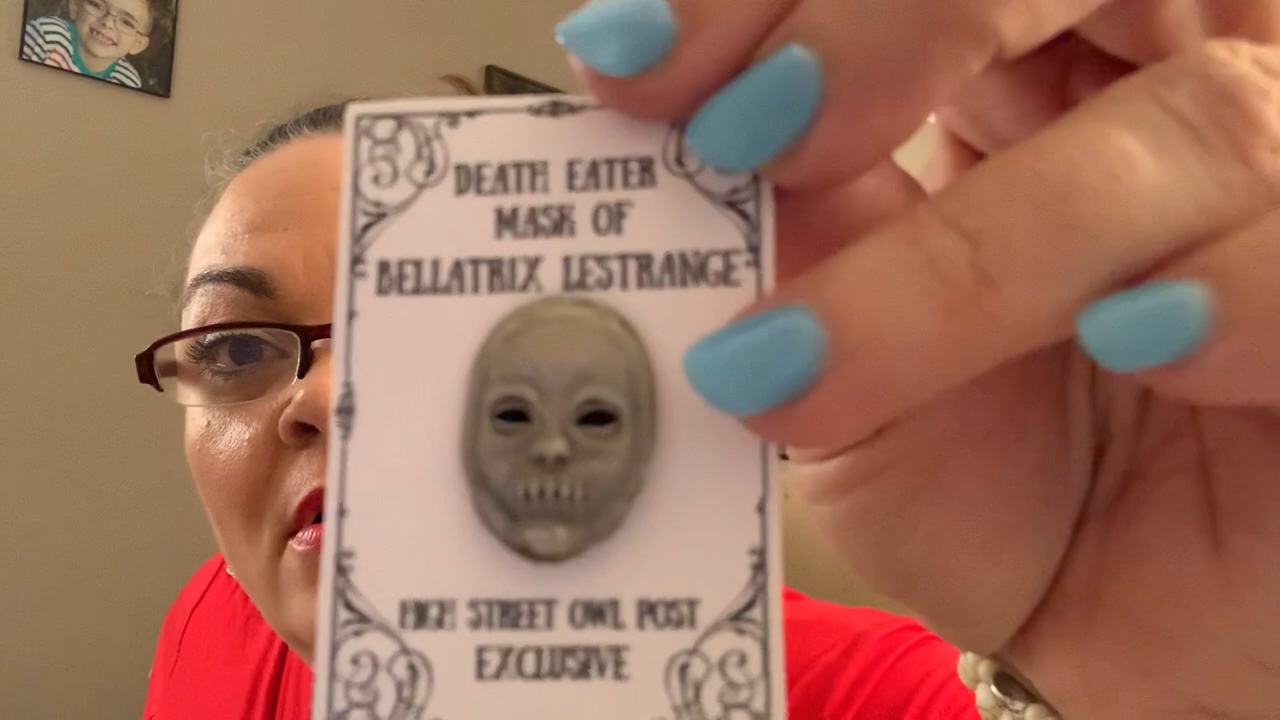 DEATH EATER
MASK OF
BELLATRIX LESTRANGE
HIGH STREET OWL POST
EXCLUSIVE